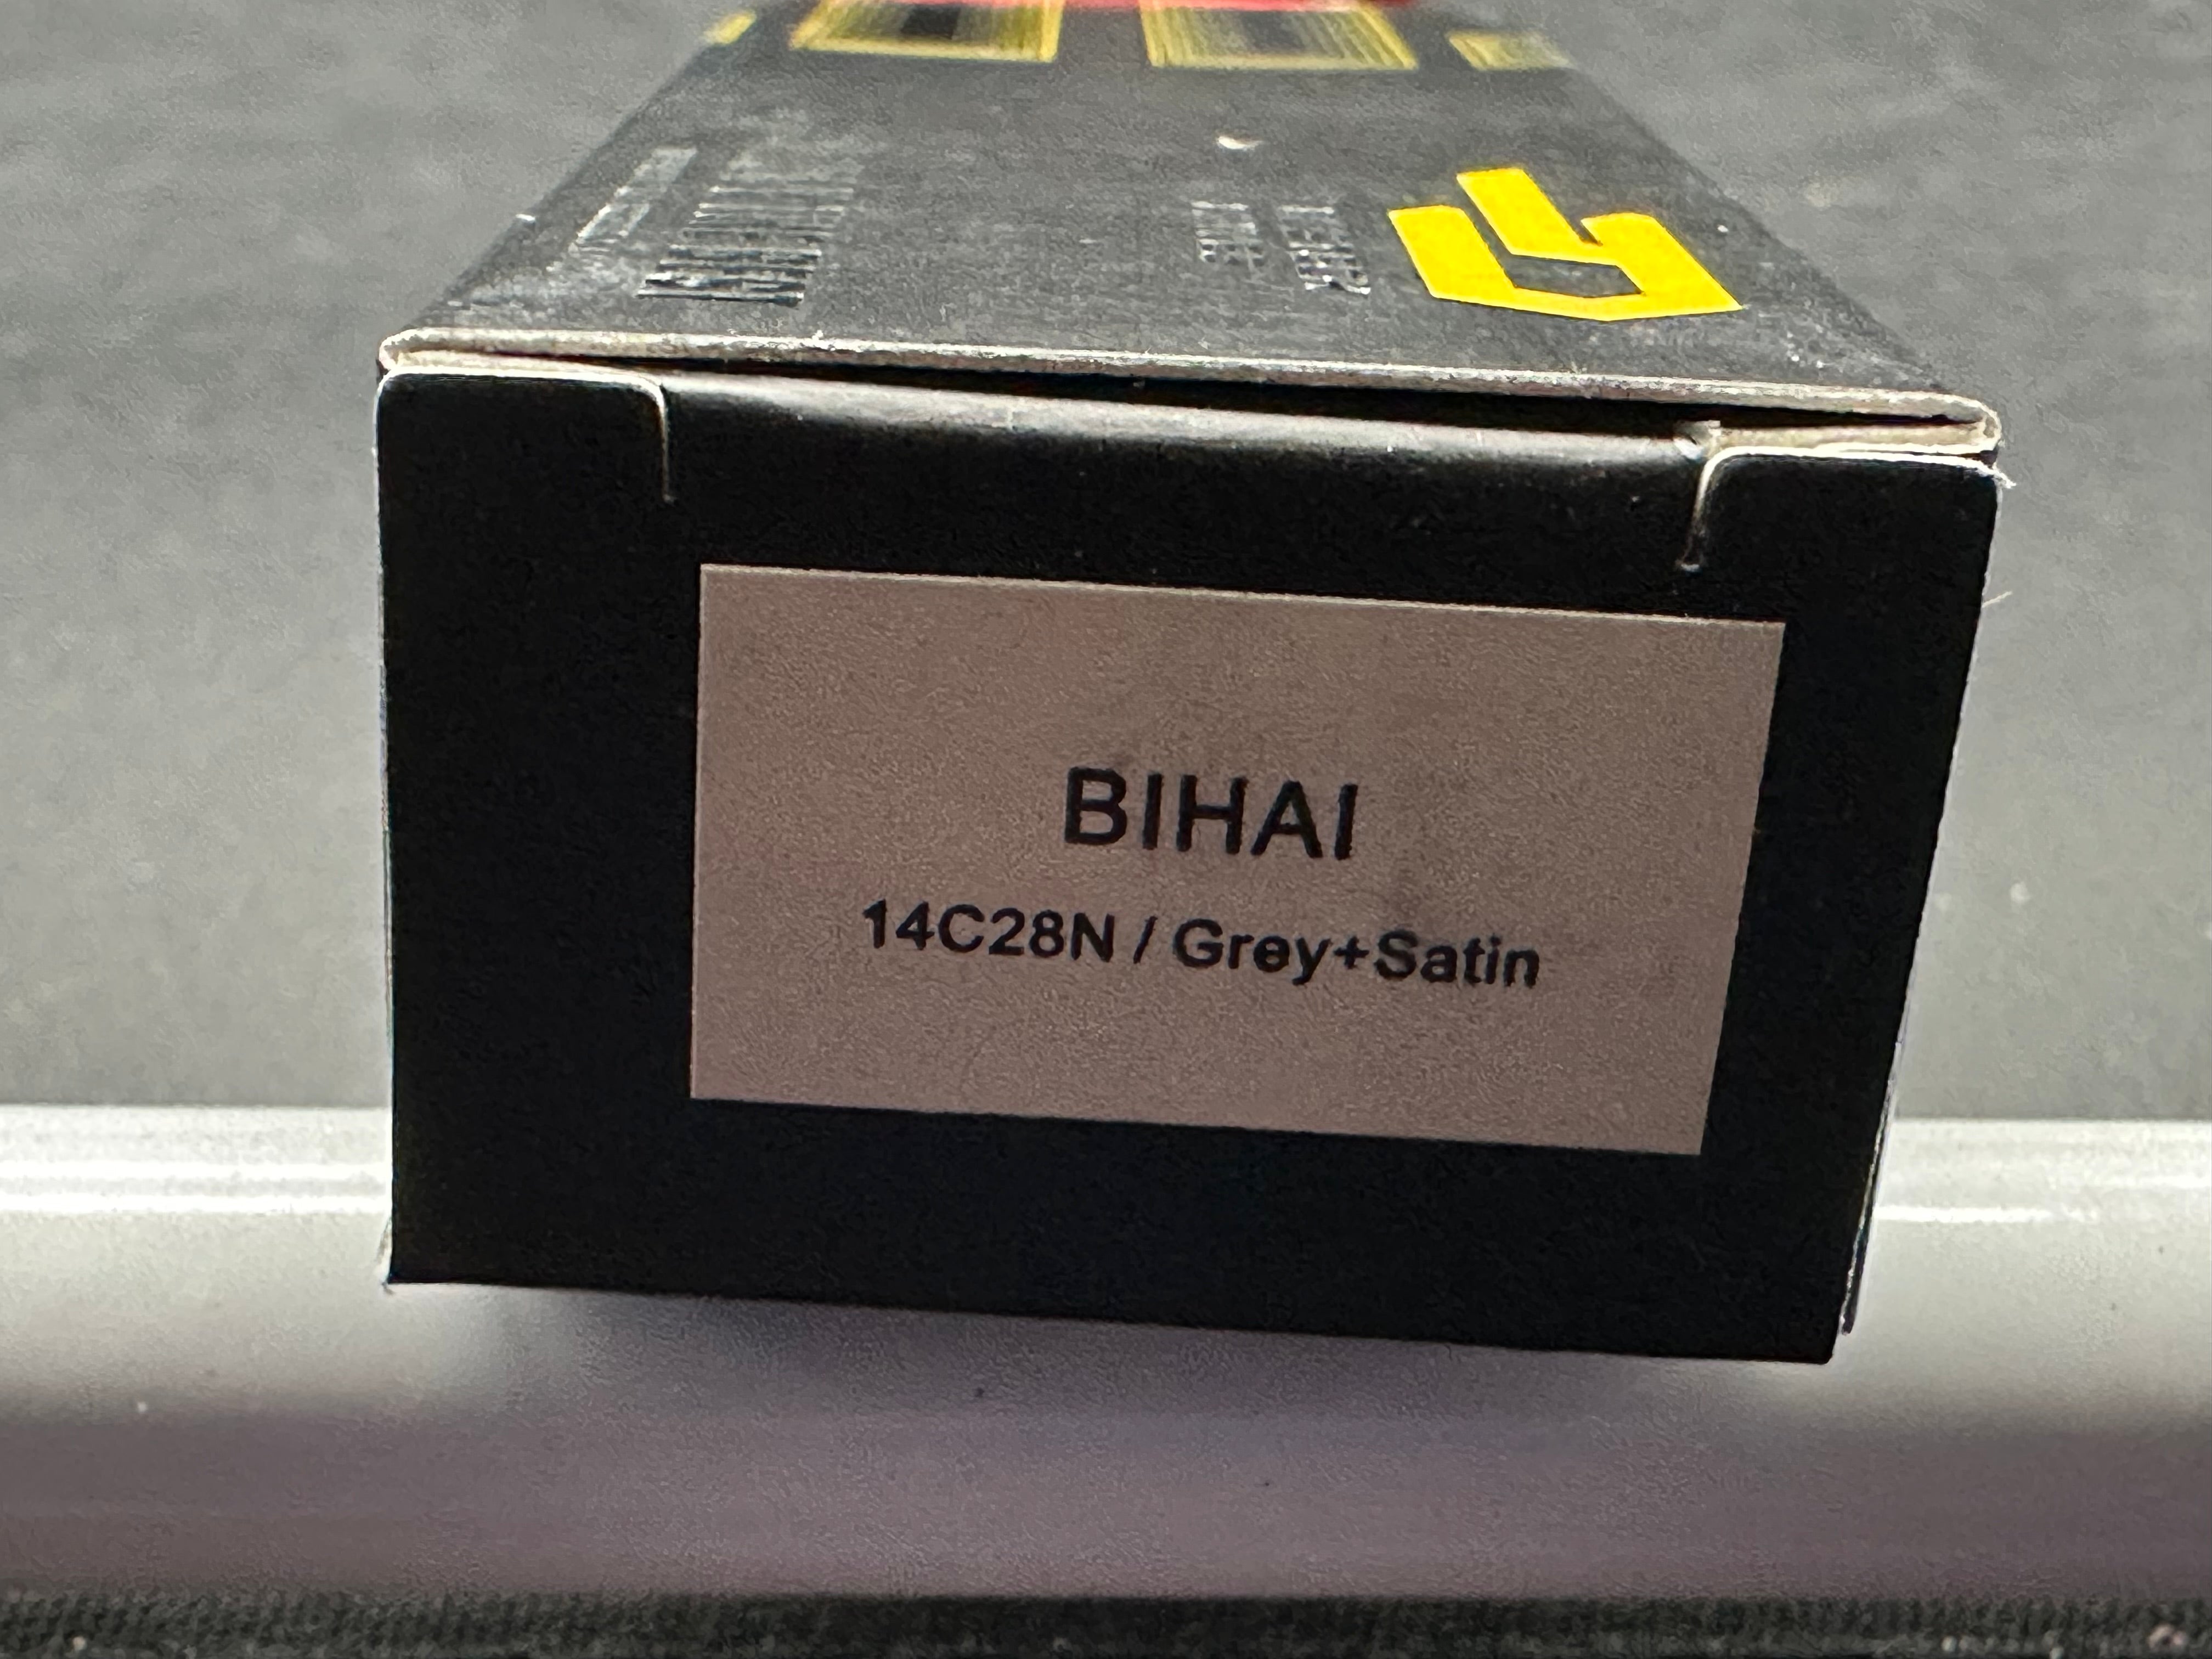 BIHAI
14C28N / Grey+Satin